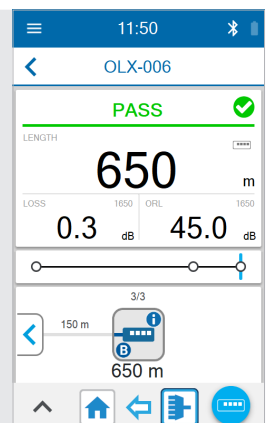 11:50
OLX-006
PASS
LENGTH
650 m
LOSS 1650 ORL 1650
0.3 dB 45.0 dB
3/3
150 m
i
B
650 m